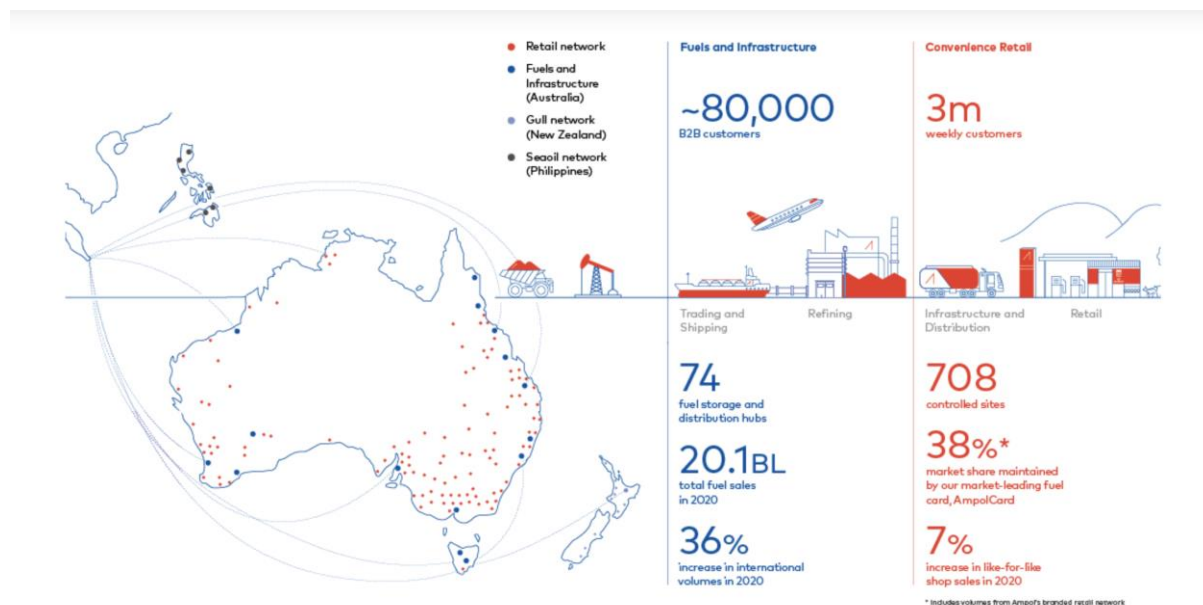 Retail network
Fuels and
Infrastructure
(Australia)
Gull network
(New Zealand)
Seaoil network
(Philippines)
Fuels and Infrastructure
~80,000
B2B customers
Trading and
Shipping
Refining
74
fuel storage and
distribution hubs
20.1BL
total fuel sales
in 2020
36%
increase in international
volumes in 2020
Convenience Retail
3m
weekly customers
Infrastructure and
Distribution
Retail
708
controlled sites
38%*
market share maintained
by our market-leading fuel
card, AmpolCard
7%
increase in like-for-like
shop sales in 2020
* Includes volumes from Ampol's branded retail network